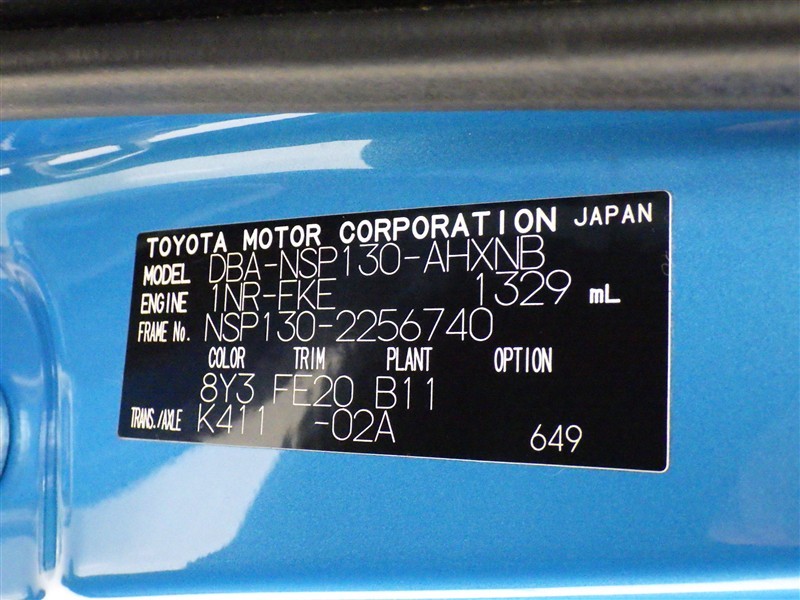 TOYOTA MOTOR CORPORATION JAPAN
MODEL DBA-NSP130-AHXNB
ENGINE 1NR-FKE 1329 mL
FRAME No. NSP130-2256740
COLOR TRIM PLANT OPTION
8Y3 FE20 B11
TRANS./AXLE K411 -02A
649